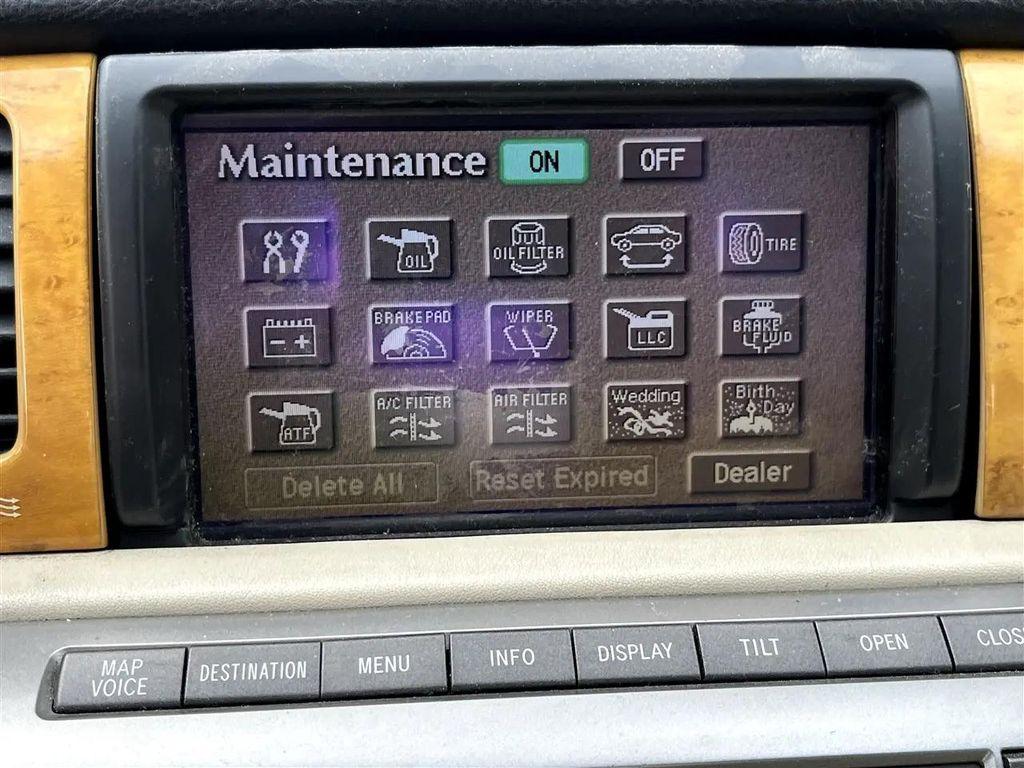 Maintenance ON OFF
OIL
OIL FILTER
TIRE
- +
BRAKE PAD
WIPER
LLC
BRAKE
FLUID
ATF
A/C FILTER
AIR FILTER
Wedding
Birth
Day
Delete All
Reset Expired
Dealer
MAP
VOICE
DESTINATION
MENU
INFO
DISPLAY
TILT
OPEN
CLOS